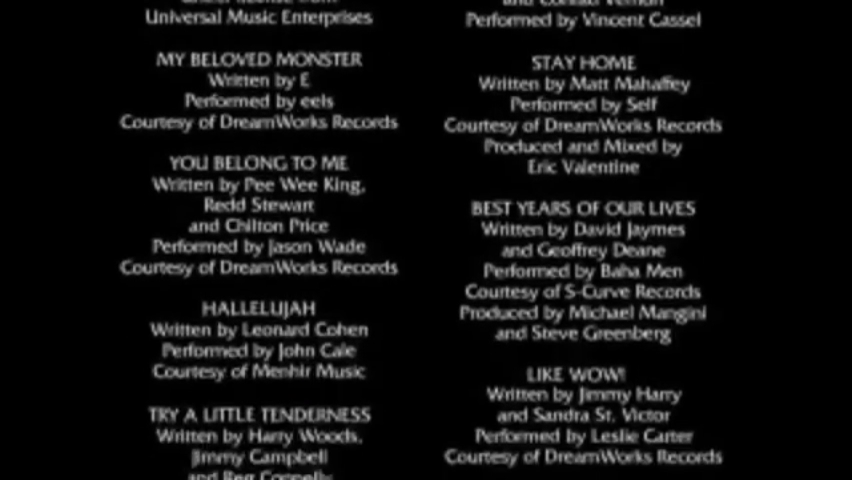 Universal Music Enterprises
MY BELOVED MONSTER
Written by E
Performed by eels
Courtesy of DreamWorks Records
YOU BELONG TO ME
Written by Pee Wee King,
Redd Stewart
and Chilton Price
Performed by Jason Wade
Courtesy of DreamWorks Records
HALLELUJAH
Written by Leonard Cohen
Performed by John Cale
Courtesy of Menhir Music
TRY A LITTLE TENDERNESS
Written by Harry Woods,
Jimmy Campbell
and Reg Connelly
and Conrad Vernon
Performed by Vincent Cassel
STAY HOME
Written by Matt Mahaffey
Performed by Self
Courtesy of DreamWorks Records
Produced and Mixed by
Eric Valentine
BEST YEARS OF OUR LIVES
Written by David Jaymes
and Geoffrey Deane
Performed by Baha Men
Courtesy of S-Curve Records
Produced by Michael Mangini
and Steve Greenberg
LIKE WOW!
Written by Jimmy Harry
and Sandra St. Victor
Performed by Leslie Carter
Courtesy of DreamWorks Records